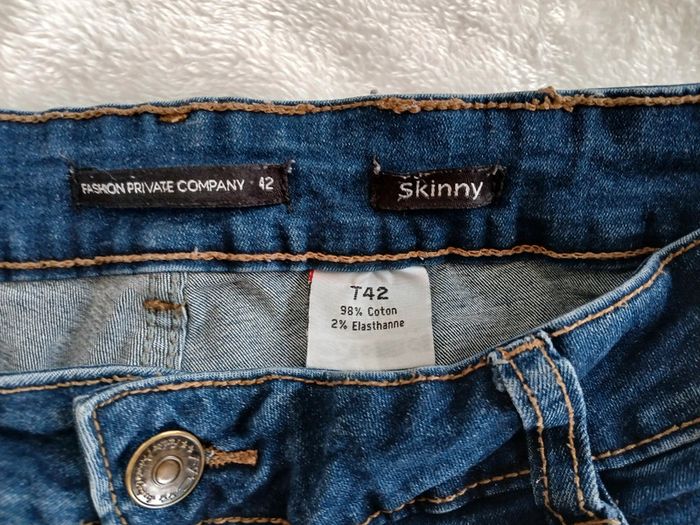 FASHION PRIVATE COMPANY 42
Skinny
T42
98% Coton
2% Elasthanne